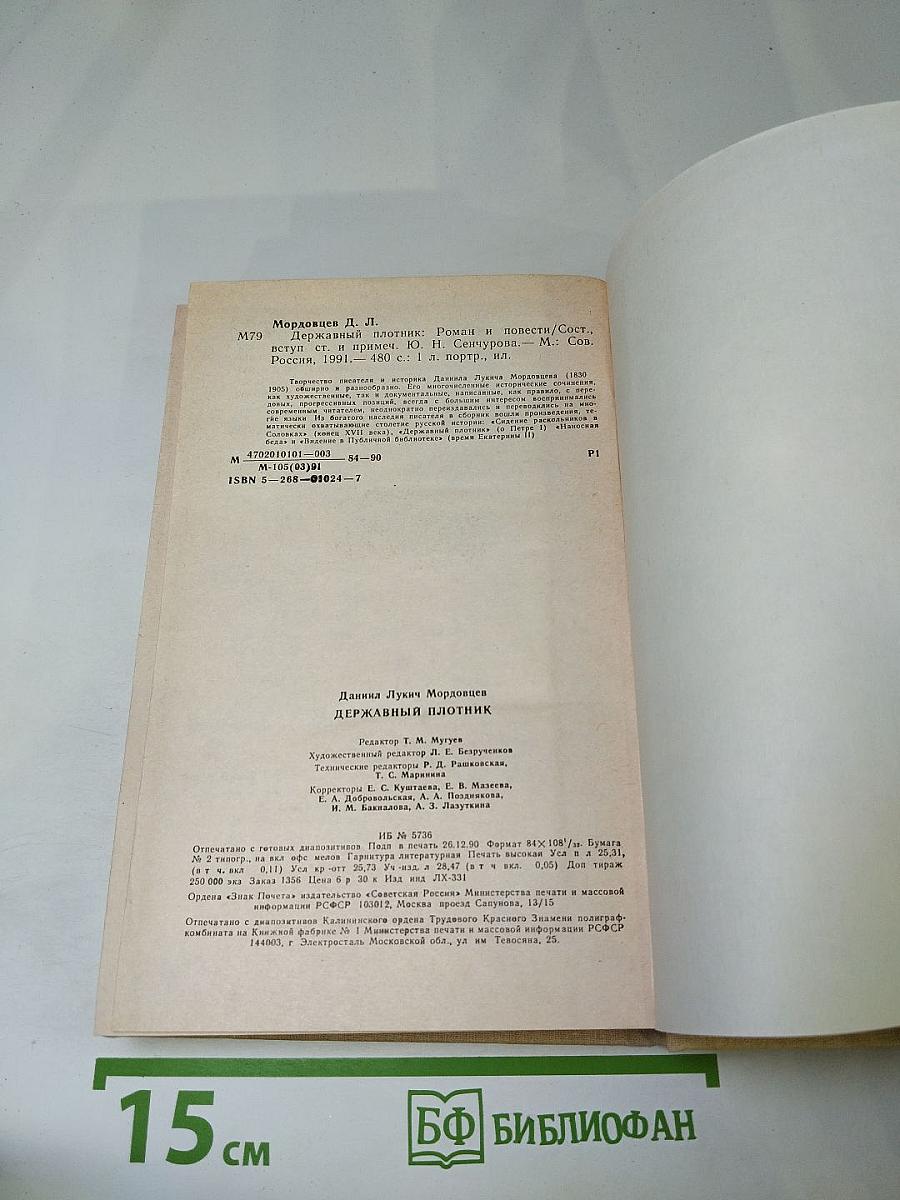 Мордовцев Д. Л.
М79 Державный плотник: Роман и повести/Сост.,
вступ ст. и примеч. Ю. Н. Сенчурова.— М.: Сов.
Россия, 1991.— 480 с.: 1 л. портр., ил.
Творчество писателя и историка Даниила Лукича Мордовцева (1830
1905) обширно и разнообразно. Его многочисленные исторические сочинения,
как художественные, так и документальные, написанные, как правило, с пере-
довых, прогрессивных позиций, всегда с большим интересом воспринимались
современным читателем, неоднократно переиздавались и переводились на мно-
гие языки Из богатого наследия писателя в сборник вошли произведения, те-
матически охватывающие столетие русской истории: «Сидение раскольников в
Соловках» (конец XVII века), «Державный плотник» (о Петре I) «Наносная
беда» и «Видение в Публичной библиотеке» (время Екатерины II)
М 4702010101—003 84—90 Р1
М-105(03)91
ISBN 5—268—01024—7
Даниил Лукич Мордовцев
ДЕРЖАВНЫЙ ПЛОТНИК
Редактор Т. М. Мугуев
Художественный редактор Л. Е. Безрученков
Технические редакторы Р. Д. Рашковская,
Т. С. Маринина
Корректоры Е. С. Куштаева, Е. В. Мазеева,
Е. А. Добровольская, А. А. Позднякова,
И. М. Бакналова, А. З. Лазуткина
ИБ № 5736
Отпечатано с готовых диапозитивов Подп в печать 26.12.90 Формат 84×108¹/₃₂. Бумага
№ 2 типогр., на вкл офс мелов Гарнитура литературная Печать высокая Усл п л 25,31,
(в т ч. вкл 0,11) Усл кр -отт 25,73 Уч -изд. л 28,47 (в т ч вкл. 0,05) Доп тираж
250 000 экз Заказ 1356 Цена 6 р 30 к Изд инд ЛХ-331
Ордена «Знак Почета» издательство «Советская Россия» Министерства печати и массовой
информации РСФСР 103012, Москва проезд Сапунова, 13/15
Отпечатано с диапозитивов Калининского ордена Трудового Красного Знамени полиграф-
комбината на Книжной фабрике № 1 Министерства печати и массовой информации РСФСР
144003, г Электросталь Московской обл., ул им Тевосяна, 25.
15 см
БФ БИБЛИОФАН